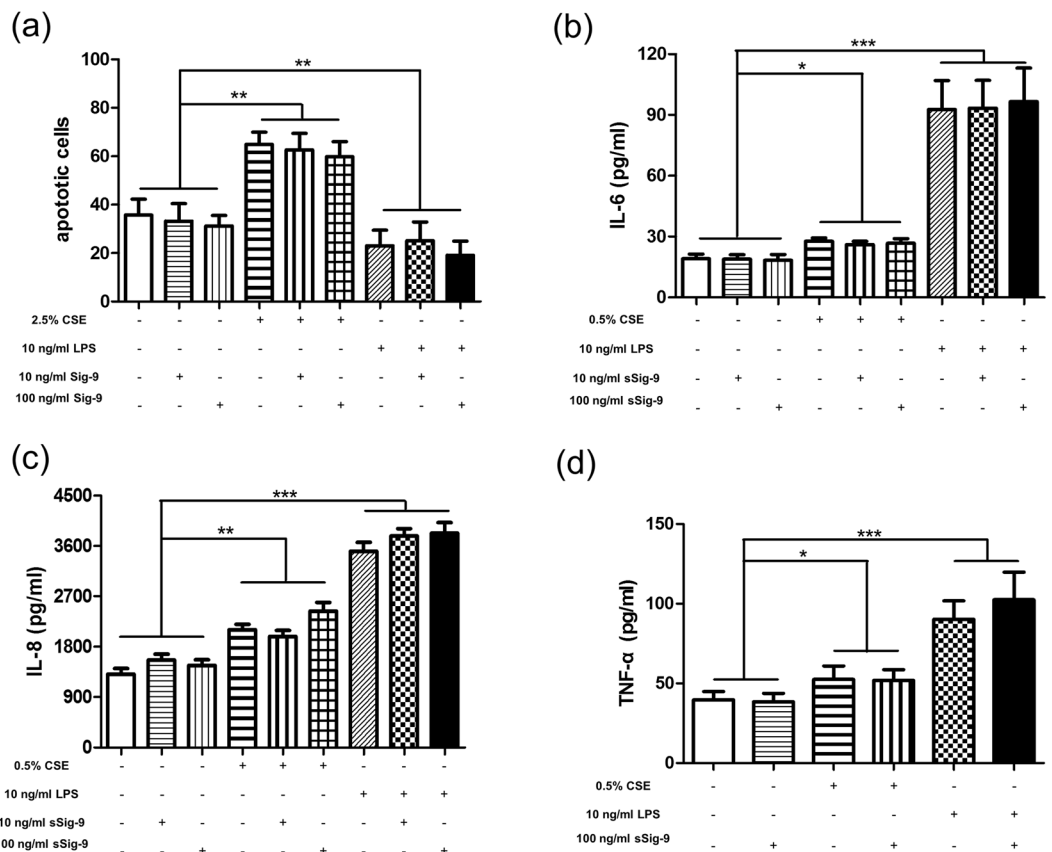 (a)
**
**
apototic cells
100
80
60
40
20
0
2.5% CSE - - - + + + - - -
10 ng/ml LPS - - - - - - + + +
10 ng/ml Sig-9 - + - - + - - + -
100 ng/ml Sig-9 - - + - - + - - +
(b)
***
*
IL-6 (pg/ml)
120
90
60
30
0
0.5% CSE - - - + + + - - -
10 ng/ml LPS - - - - - - + + +
10 ng/ml sSig-9 - + - - + - - + -
100 ng/ml sSig-9 - - + - - + - - +
(c)
***
**
IL-8 (pg/ml)
4500
3600
2700
1800
900
0
0.5% CSE - - - + + + - - -
10 ng/ml LPS - - - - - - + + +
10 ng/ml sSig-9 - + - - + - - + -
00 ng/ml sSig-9 - - + - - + - - +
(d)
***
*
TNF-α (pg/ml)
150
100
50
0
0.5% CSE - - + + - -
10 ng/ml LPS - - - - + +
100 ng/ml sSig-9 - + - + - +